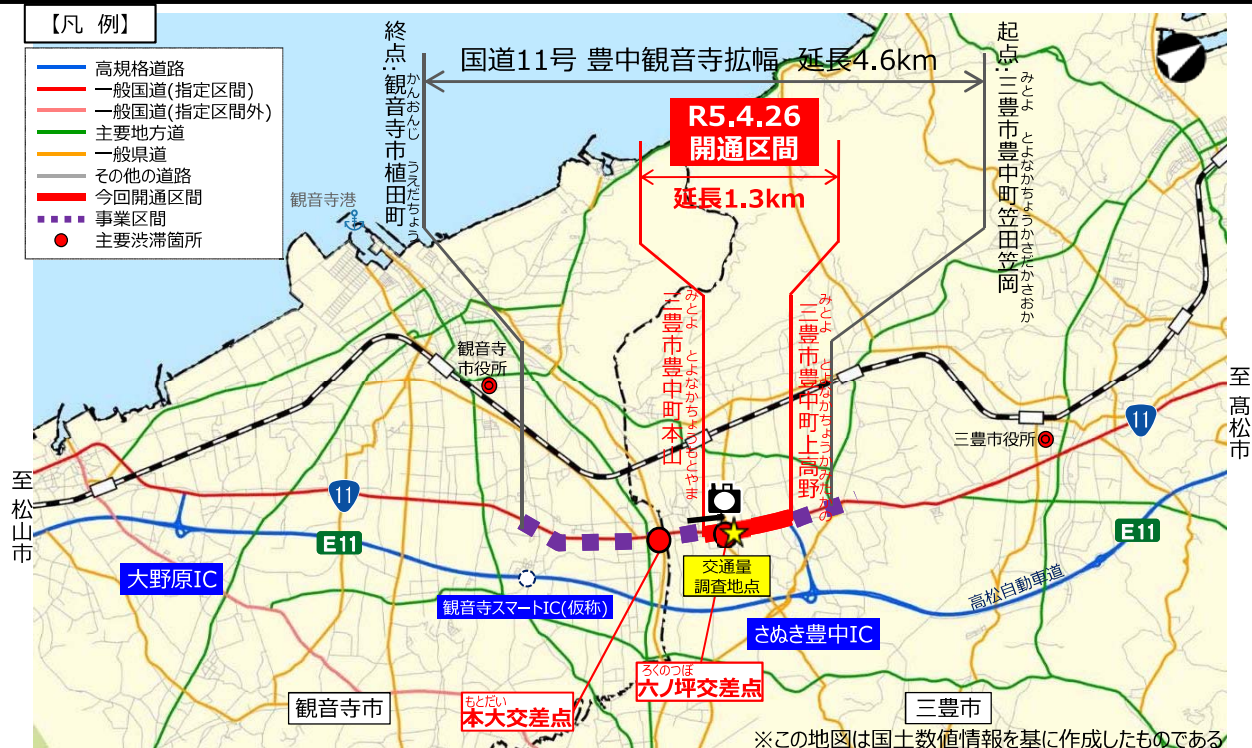 【凡 例】
高規格道路
一般国道(指定区間)
一般国道(指定区間外)
主要地方道
一般県道
その他の道路
今回開通区間
事業区間
主要渋滞箇所
終点：観音寺市植田町
かんおんじ うえだちょう
国道11号 豊中観音寺拡幅 延長4.6km
起点：三豊市豊中町笠田笠岡
みとよ とよなかちょうかさだかさおか
R5.4.26
開通区間
延長1.3km
観音寺港
観音寺
市役所
三豊市豊中町本山
みとよ とよなかちょうもとやま
三豊市豊中町上高野
みとよ とよなかちょうかみたかの
三豊市役所
至 高松市
至 松山市
11
11
E11
E11
大野原IC
観音寺スマートIC(仮称)
交通量
調査地点
さぬき豊中IC
高松自動車道
ろくのつぼ
六ノ坪交差点
もとだい
本大交差点
観音寺市
三豊市
※この地図は国土数値情報を基に作成したものである